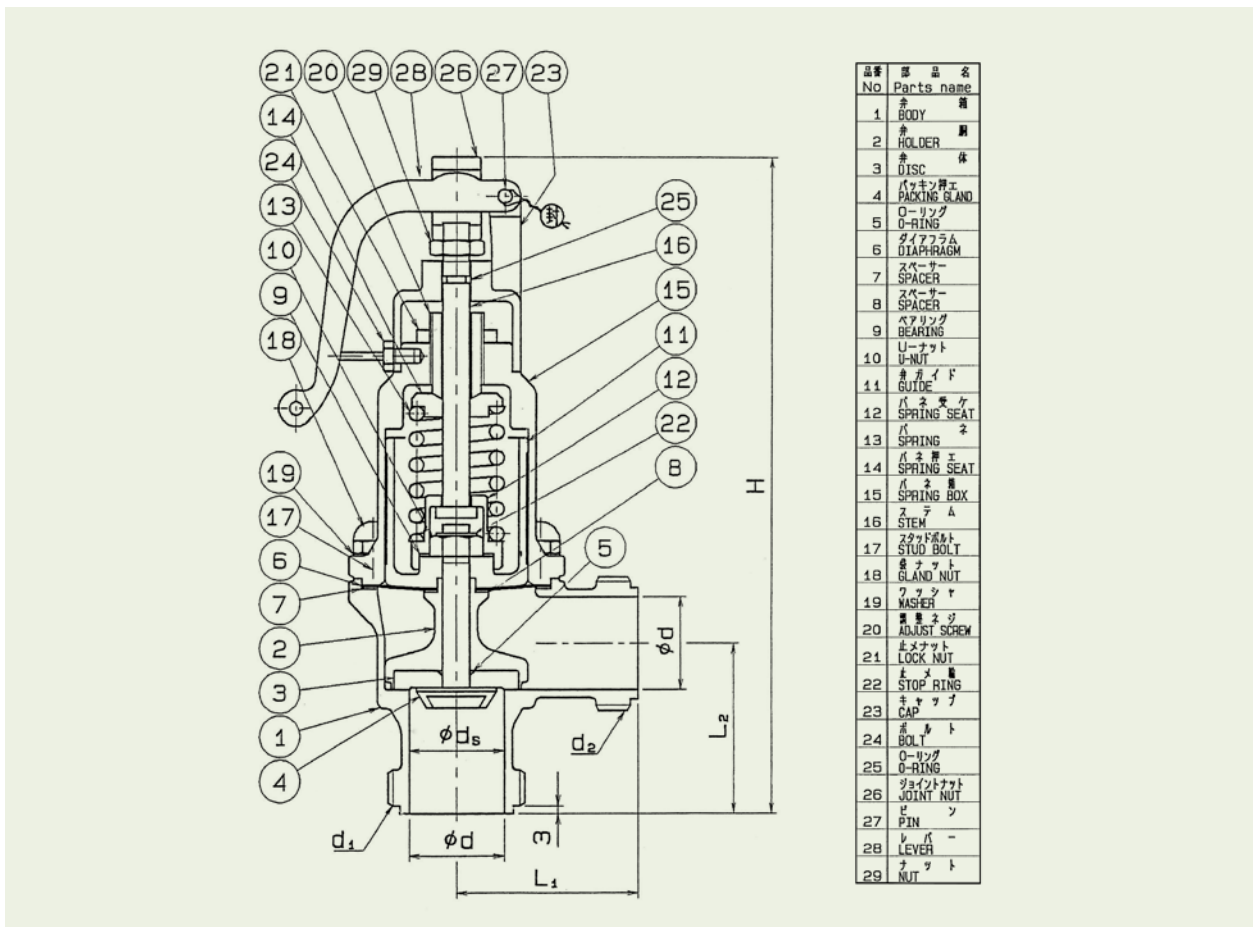 21 20 29 28 26 27 23
14
24
13
10
9
18
19
17
6
7
2
3
1
4
25
16
15
11
12
22
8
5
封
H
φd
L₂
φds
d₂
d₁
φd
3
L₁
品番 部品名
No Parts name
弁箱
1 BODY
弁胴
2 HOLDER
弁体
3 DISC
パッキン押エ
4 PACKING GLAND
O-リング
5 O-RING
ダイアフラム
6 DIAPHRAGM
スペーサー
7 SPACER
スペーサー
8 SPACER
ベアリング
9 BEARING
Uーナット
10 U-NUT
弁ガイド
11 GUIDE
バネ受ケ
12 SPRING SEAT
バネ
13 SPRING
バネ押エ
14 SPRING SEAT
バネ箱
15 SPRING BOX
ステム
16 STEM
スタッドボルト
17 STUD BOLT
袋ナット
18 GLAND NUT
ワッシャ
19 WASHER
調整ネジ
20 ADJUST SCREW
止メナット
21 LOCK NUT
止メ輪
22 STOP RING
キャップ
23 CAP
ボルト
24 BOLT
O-リング
25 O-RING
ジョイントナット
26 JOINT NUT
ピン
27 PIN
レバー
28 LEVER
ナット
29 NUT